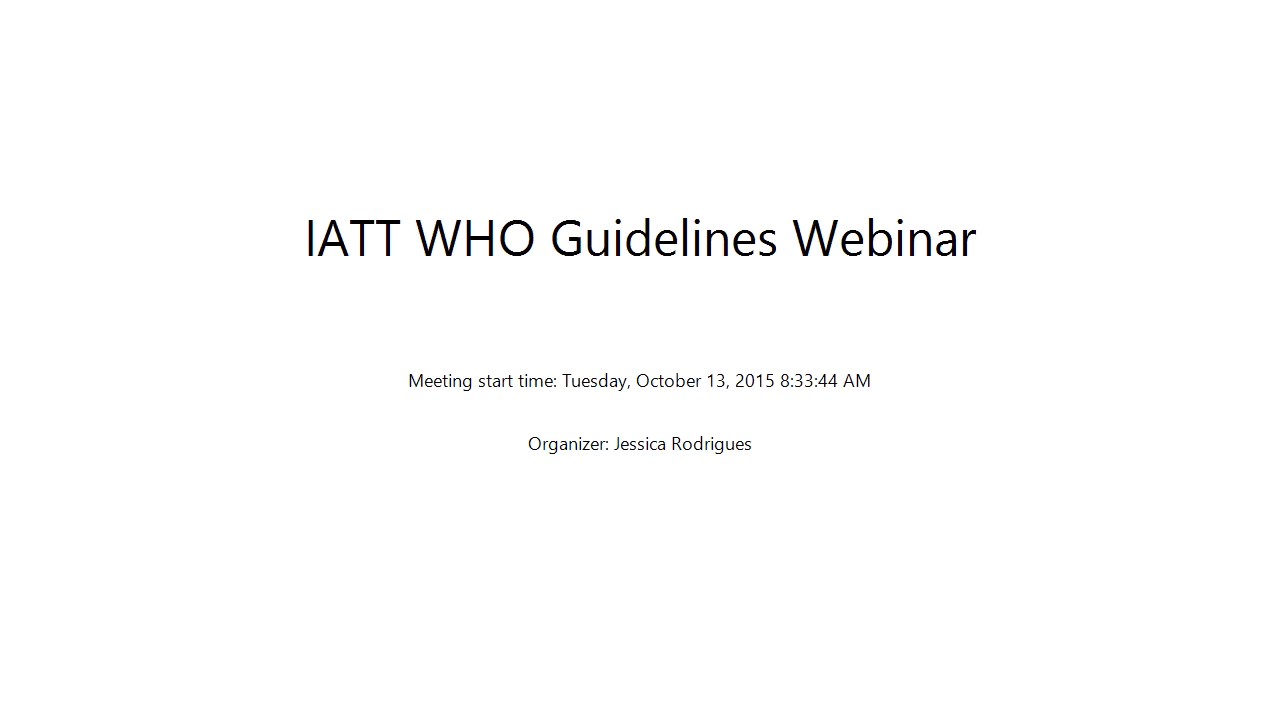 IATT WHO Guidelines Webinar
Meeting start time: Tuesday, October 13, 2015 8:33:44 AM
Organizer: Jessica Rodrigues